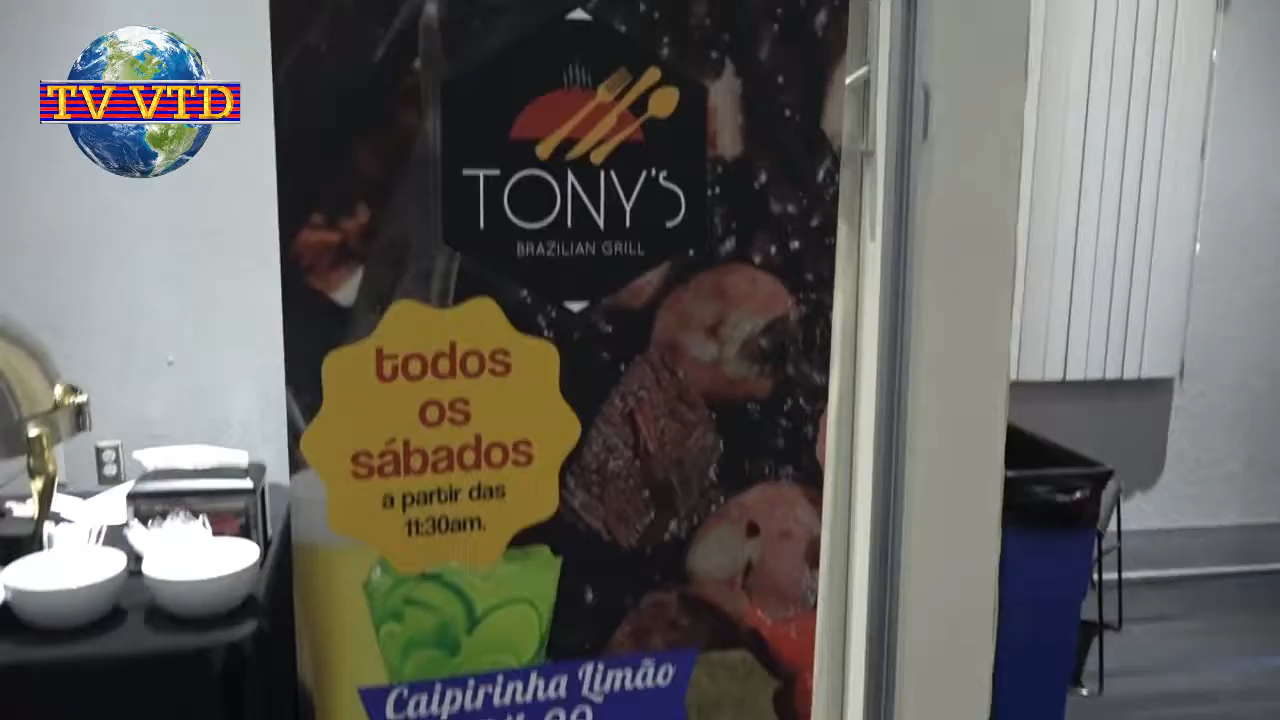 TV VTD
TONY'S
BRAZILIAN GRILL
todos
os
sábados
a partir das
11:30am.
Caipirinha Limão